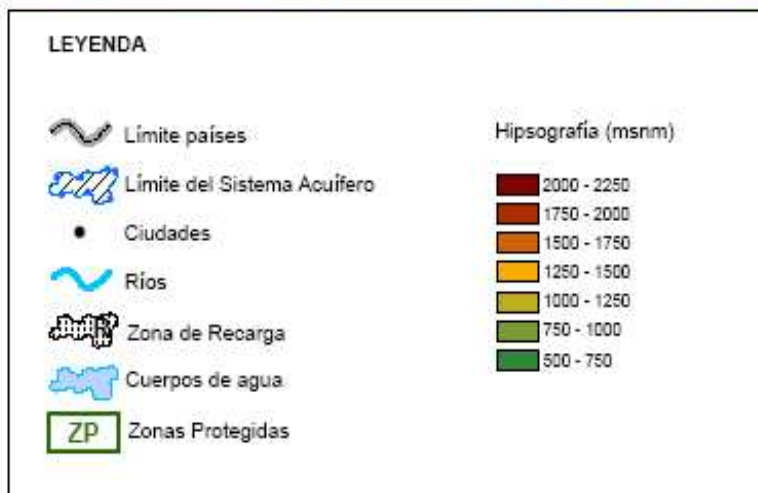 LEYENDA
Límite países
Límite del Sistema Acuífero
Ciudades
Ríos
Zona de Recarga
Cuerpos de agua
ZP Zonas Protegidas
Hipsografía (msnm)
2000 - 2250
1750 - 2000
1500 - 1750
1250 - 1500
1000 - 1250
750 - 1000
500 - 750